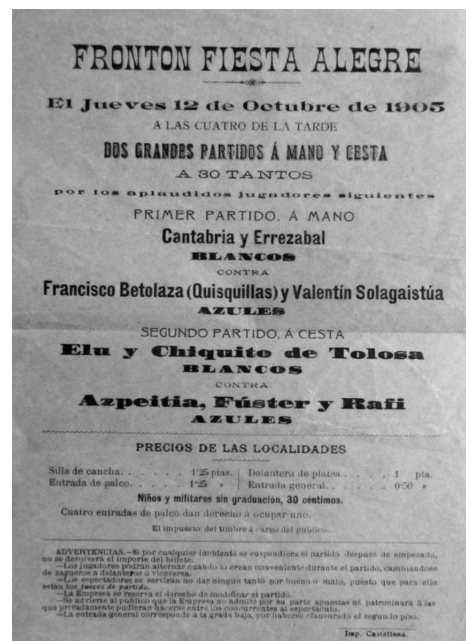 FRONTON FIESTA ALEGRE
El Jueves 12 de Octubre de 1905
A LAS CUATRO DE LA TARDE
DOS GRANDES PARTIDOS Á MANO Y CESTA
A 30 TANTOS
por los aplaudidos jugadores siguientes
PRIMER PARTIDO, Á MANO
Cantabria y Errezabal
BLANCOS
CONTRA
Francisco Betolaza (Quisquillas) y Valentín Solagaistúa
AZULES
SEGUNDO PARTIDO, Á CESTA
Elu y Chiquito de Tolosa
BLANCOS
CONTRA
Azpeitia, Fúster y Rafi
AZULES
PRECIOS DE LAS LOCALIDADES
Silla de cancha. . . . . . 1'25 ptas. Delantera de platea. . . . . 1 pta.
Entrada de palco. . . . . 1'25 » Entrada general. . . . . 0'50 »
Niños y militares sin graduación, 30 céntimos.
Cuatro entradas de palco dan derecho a ocupar uno.
El impuesto del timbre a cargo del público.
ADVERTENCIAS.—Si por cualquier incidente se suspendiera el partido después de empezado,
no se devolverá el importe del billete.
—Los jugadores podrán alternar cuando lo crean conveniente durante el partido, cambiándose
de zagueros a delanteros o viceversa.
—Los espectadores se servirán no dar ningún tanto por bueno o malo, puesto que para ello
están los jueces de partido.
—La Empresa se reserva el derecho de modificar el partido.
—Se advierte al público que la Empresa no admite por su parte apuestas ni patrocinará a las
que privadamente pudieran hacerse entre los concurrentes al espectáculo.
—La entrada general corresponde a la grada baja, por haberse clausurado el segundo piso.
Imp. Castellana.